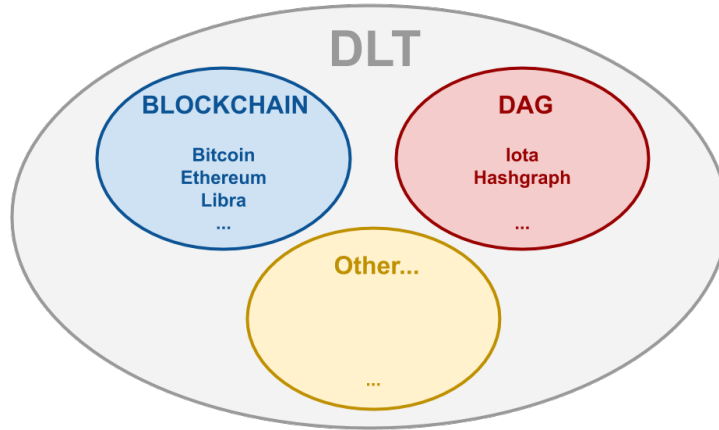 DLT
BLOCKCHAIN
Bitcoin
Ethereum
Libra
...
DAG
Iota
Hashgraph
...
Other...
...